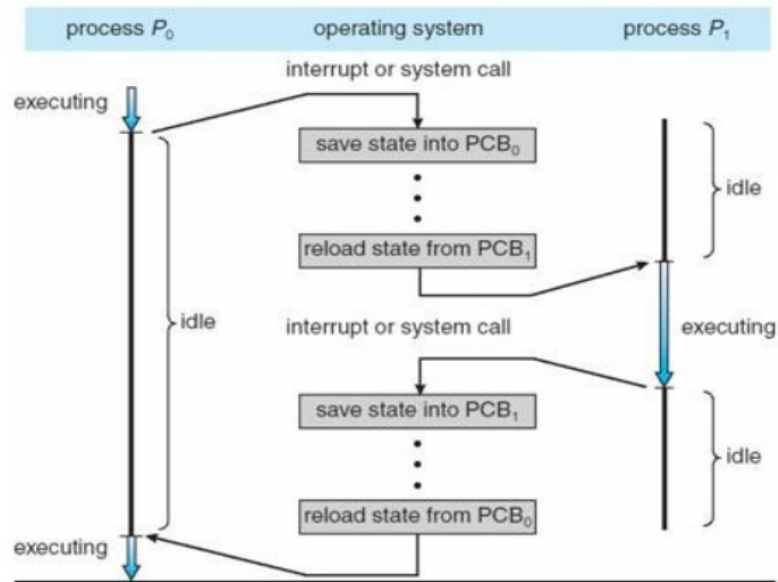 process P₀ operating system process P₁
interrupt or system call
executing
save state into PCB₀
idle
reload state from PCB₁
idle
interrupt or system call
executing
save state into PCB₁
idle
reload state from PCB₀
executing